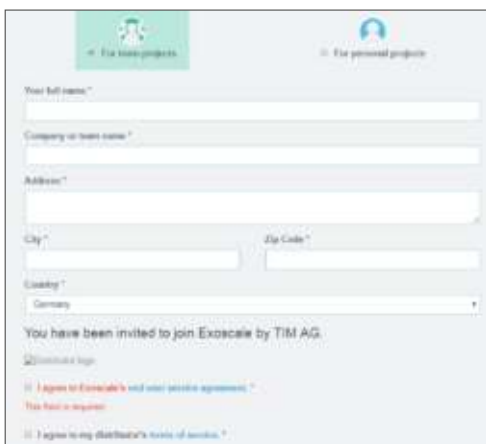 For team projects
For personal projects
Your full name *
Company or team name *
Address *
City *
Zip Code *
Country *
Germany
You have been invited to join Exoscale by TIM AG.
Distributor logo
I agree to Exoscale's end user service agreement. *
This field is required
I agree to my distributor's terms of service. *